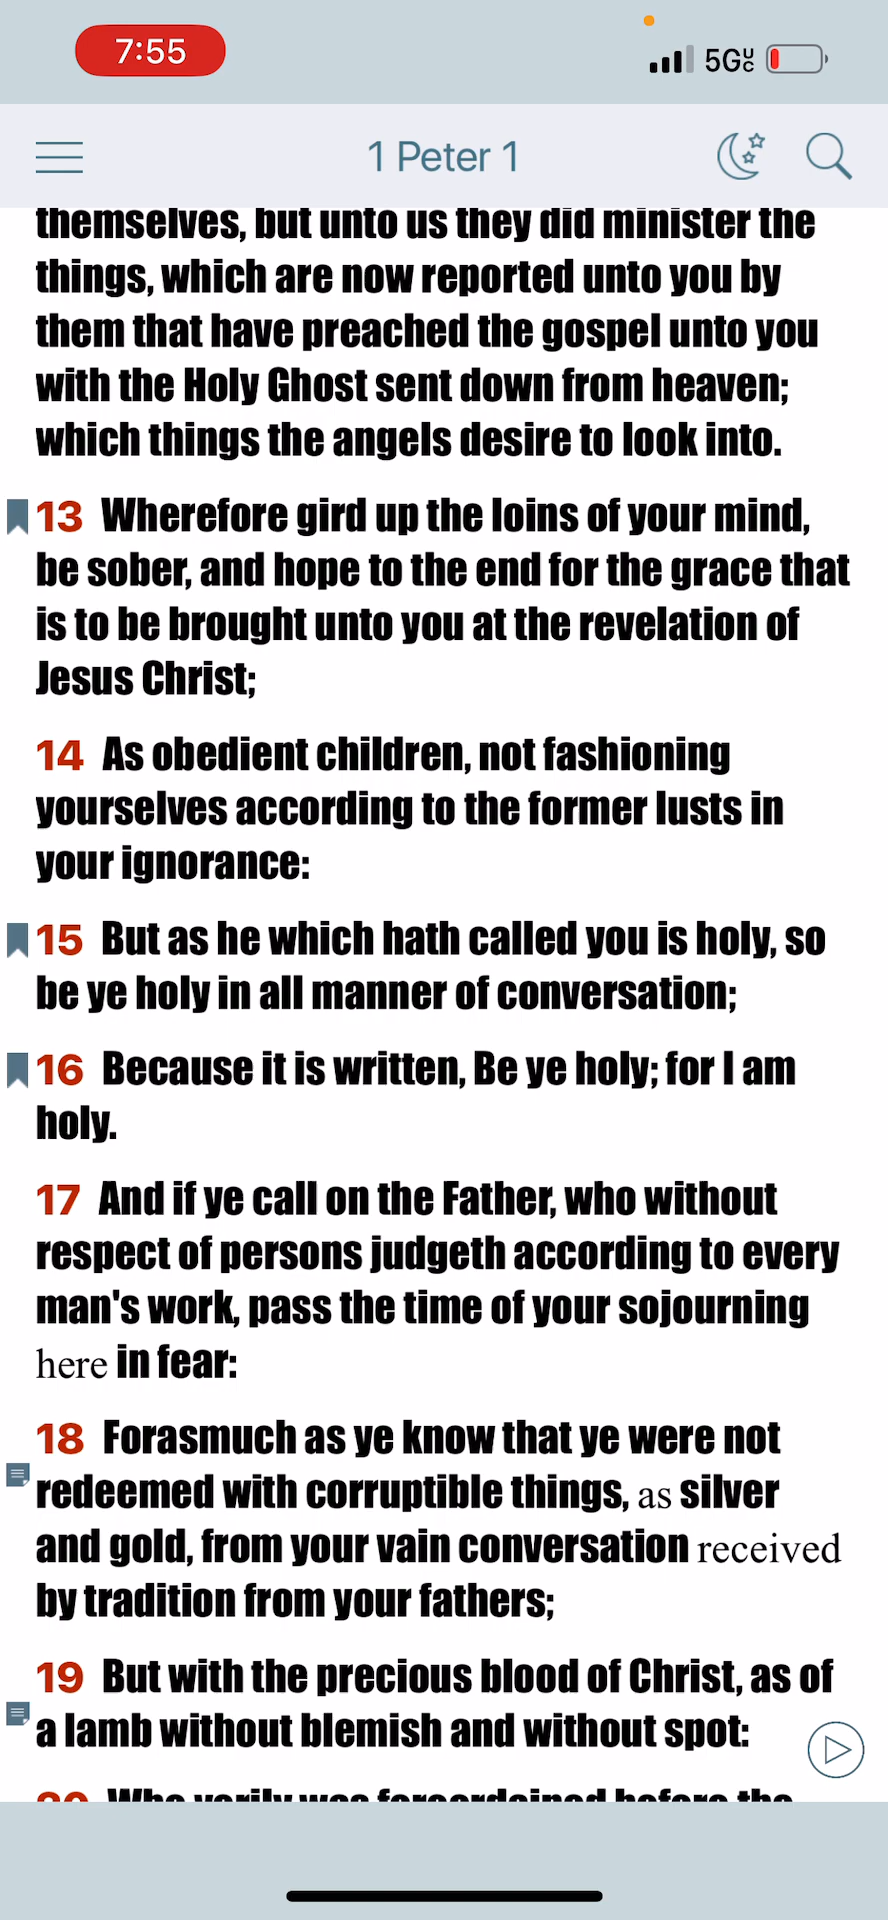 7:55
5GUC
1 Peter 1
themselves, but unto us they did minister the
things, which are now reported unto you by
them that have preached the gospel unto you
with the Holy Ghost sent down from heaven;
which things the angels desire to look into.
13 Wherefore gird up the loins of your mind,
be sober, and hope to the end for the grace that
is to be brought unto you at the revelation of
Jesus Christ;
14 As obedient children, not fashioning
yourselves according to the former lusts in
your ignorance:
15 But as he which hath called you is holy, so
be ye holy in all manner of conversation;
16 Because it is written, Be ye holy; for I am
holy.
17 And if ye call on the Father, who without
respect of persons judgeth according to every
man's work, pass the time of your sojourning
here in fear:
18 Forasmuch as ye know that ye were not
redeemed with corruptible things, as silver
and gold, from your vain conversation received
by tradition from your fathers;
19 But with the precious blood of Christ, as of
a lamb without blemish and without spot:
20 Who verily was foreordained before the